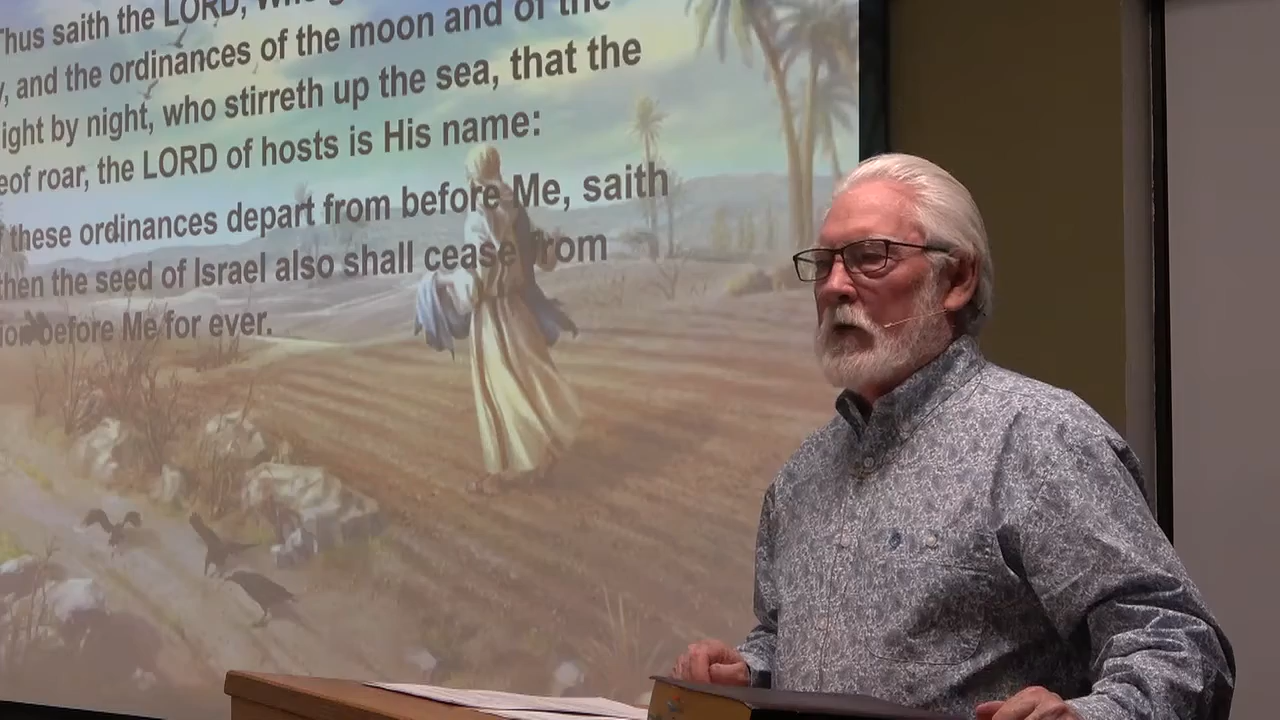 Thus saith the LORD,
and the ordinances of the moon and of the
by night, who stirreth up the sea, that the
roar, the LORD of hosts is His name:
these ordinances depart from before Me, saith
then the seed of Israel also shall cease from
before Me for ever.